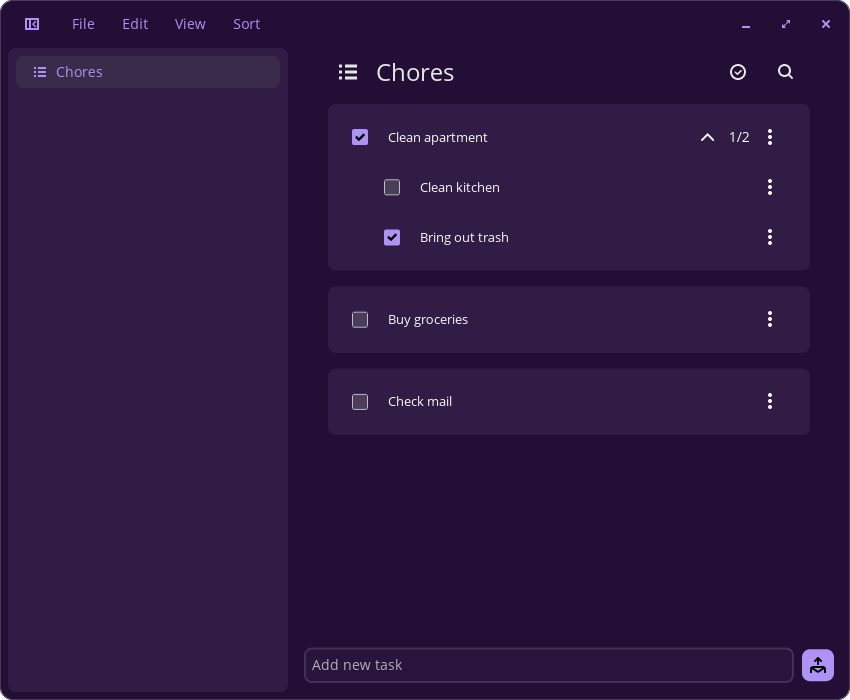 File Edit View Sort
Chores
Chores
Clean apartment 1/2
Clean kitchen
Bring out trash
Buy groceries
Check mail
Add new task